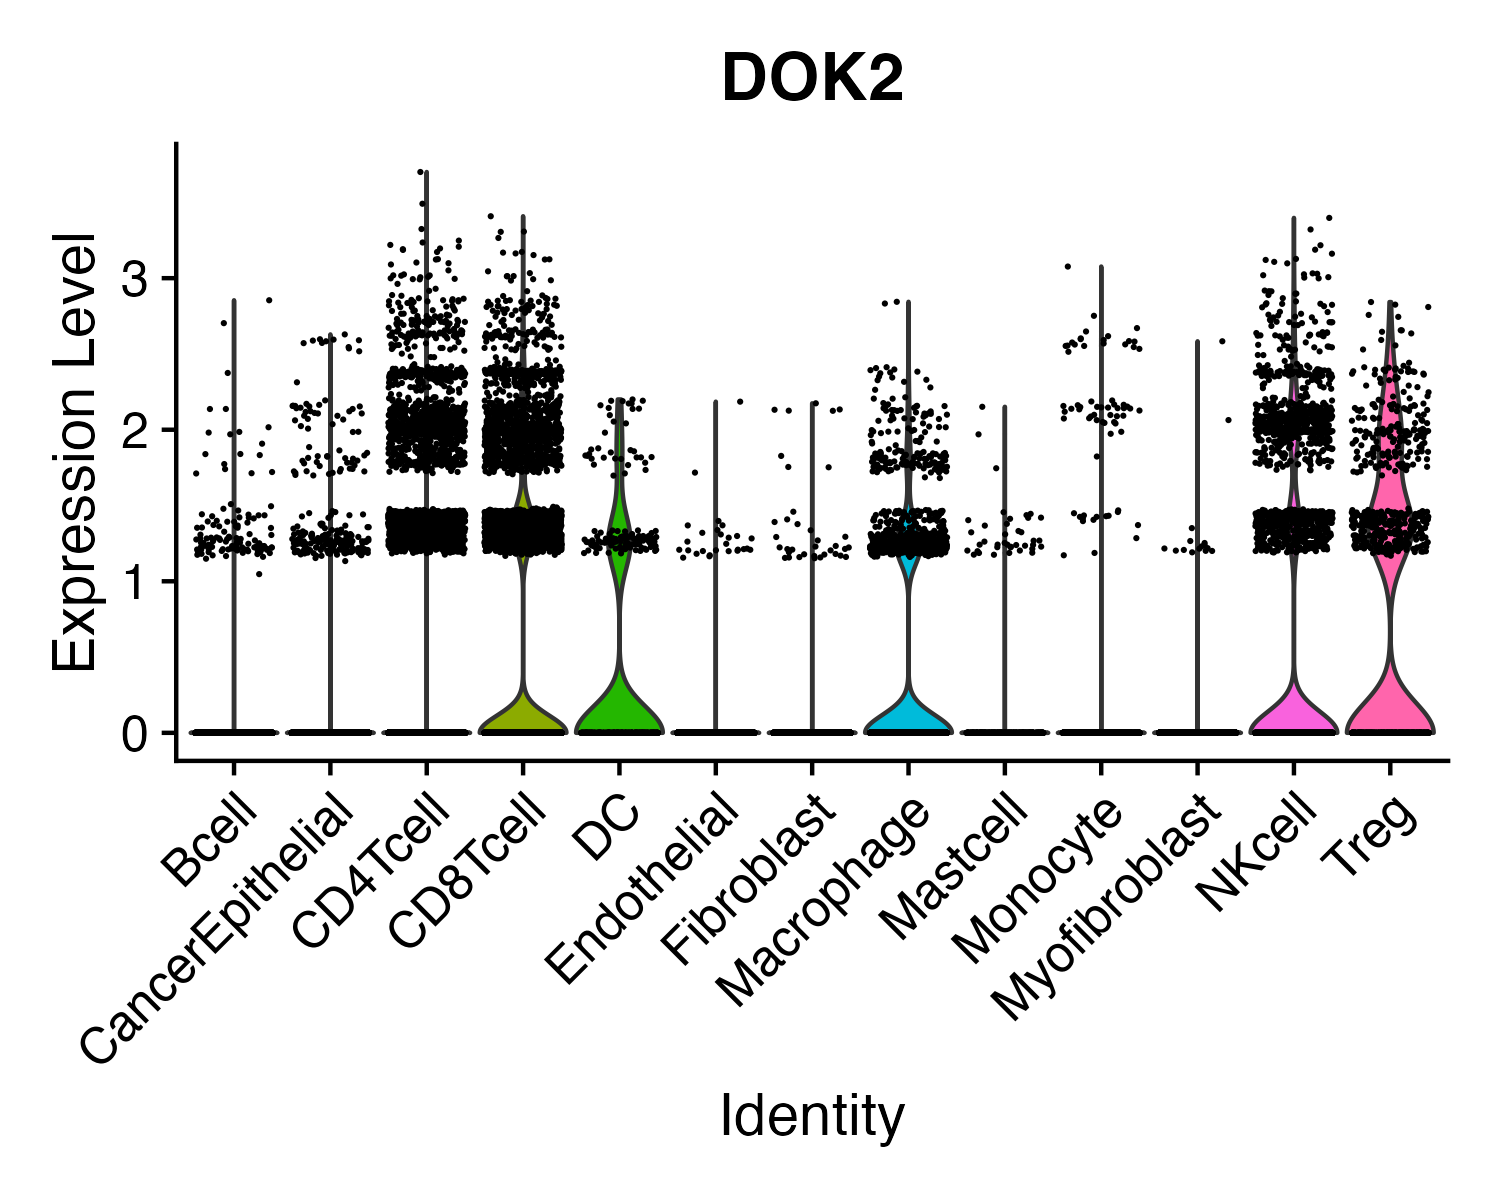 DOK2
Expression Level
3
2
1
0
Bcell
CancerEpithelial
CD4Tcell
CD8Tcell
DC
Endothelial
Fibroblast
Macrophage
Mastcell
Monocyte
Myofibroblast
NKcell
Treg
Identity